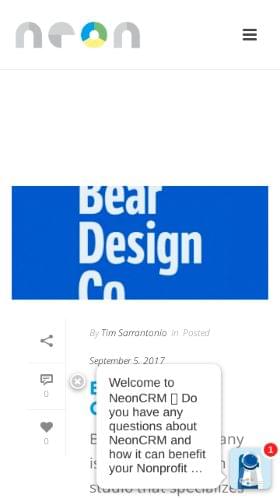 neon
Bear
Design
Co
By Tim Sarrantonio In Posted
September 5, 2017
0
0
Welcome to
NeonCRM ▯ Do
you have any
questions about
NeonCRM and
how it can benefit
your Nonprofit ...
any
1
studio that specializes